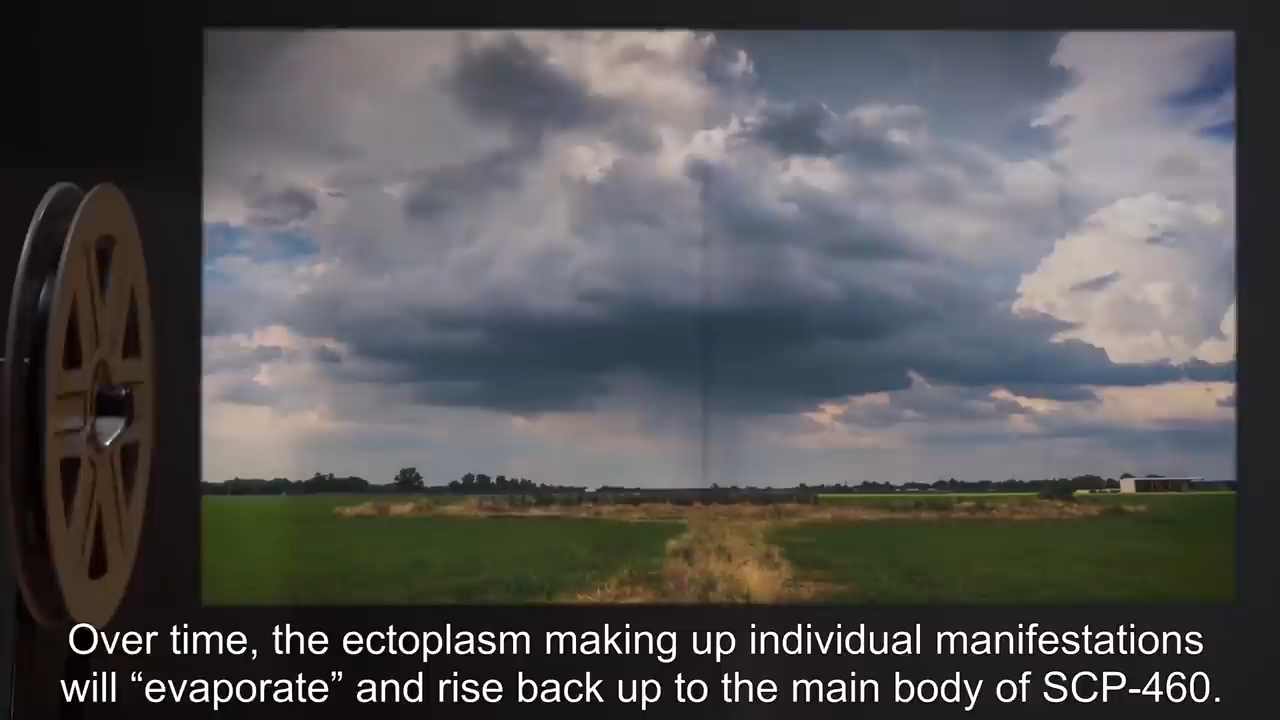 Over time, the ectoplasm making up individual manifestations
will “evaporate” and rise back up to the main body of SCP-460.